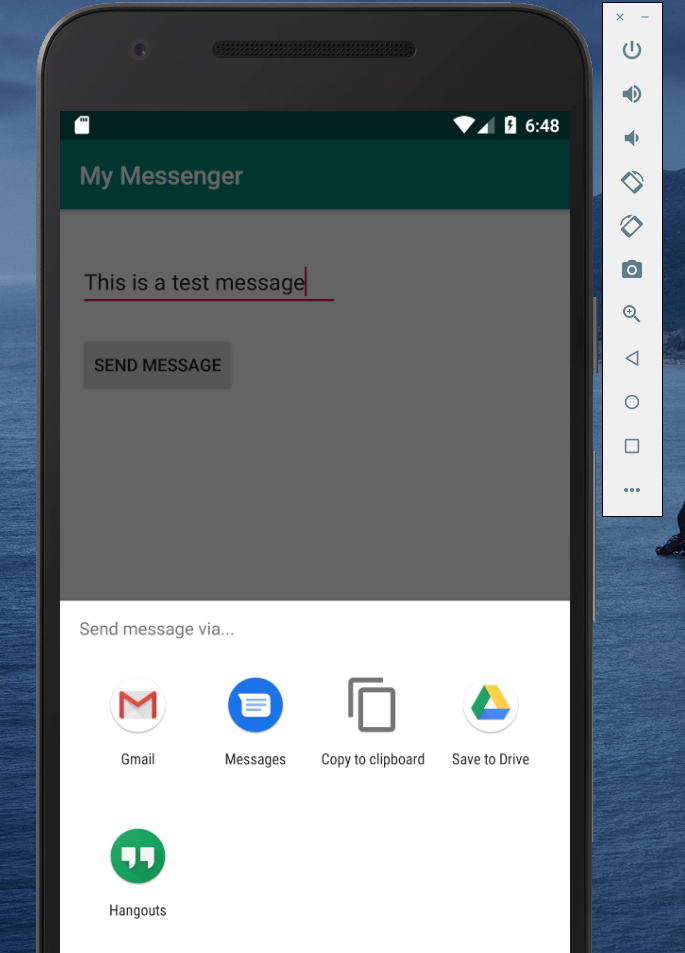 6:48
My Messenger
This is a test message
SEND MESSAGE
Send message via...
Gmail
Messages
Copy to clipboard
Save to Drive
Hangouts